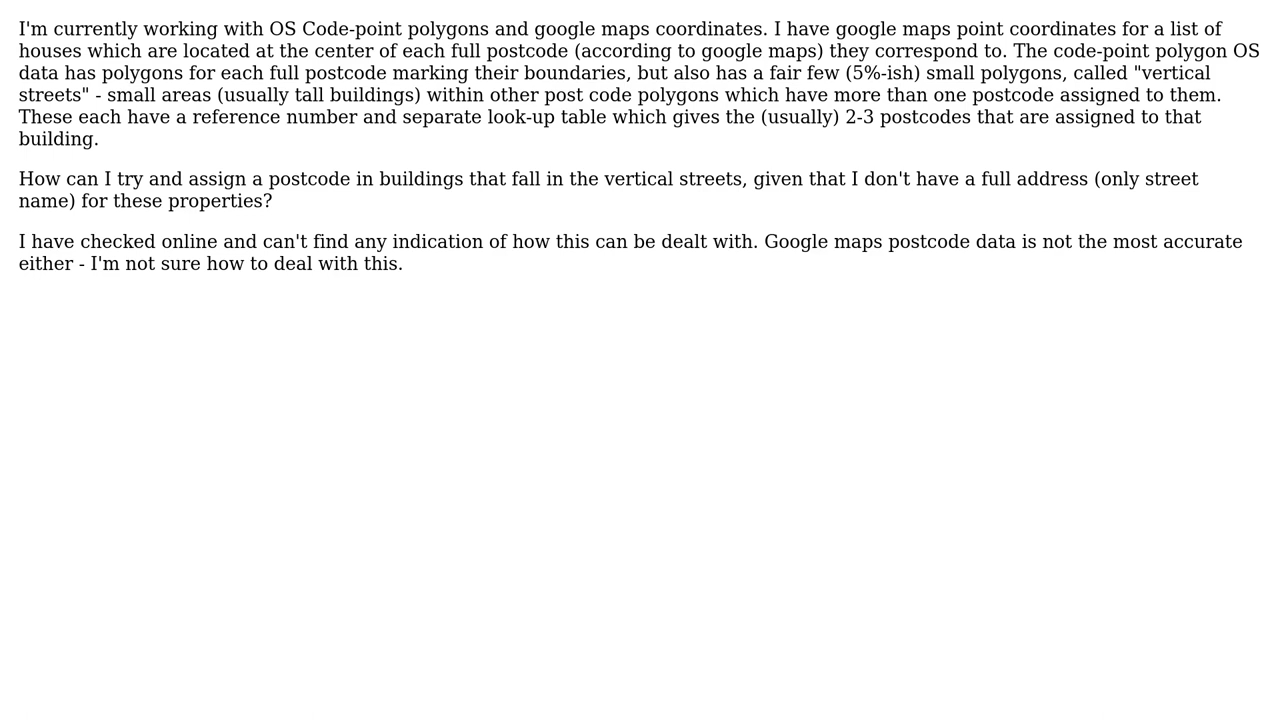 I'm currently working with OS Code-point polygons and google maps coordinates. I have google maps point coordinates for a list of
houses which are located at the center of each full postcode (according to google maps) they correspond to. The code-point polygon OS
data has polygons for each full postcode marking their boundaries, but also has a fair few (5%-ish) small polygons, called "vertical
streets" - small areas (usually tall buildings) within other post code polygons which have more than one postcode assigned to them.
These each have a reference number and separate look-up table which gives the (usually) 2-3 postcodes that are assigned to that
building.
How can I try and assign a postcode in buildings that fall in the vertical streets, given that I don't have a full address (only street
name) for these properties?
I have checked online and can't find any indication of how this can be dealt with. Google maps postcode data is not the most accurate
either - I'm not sure how to deal with this.